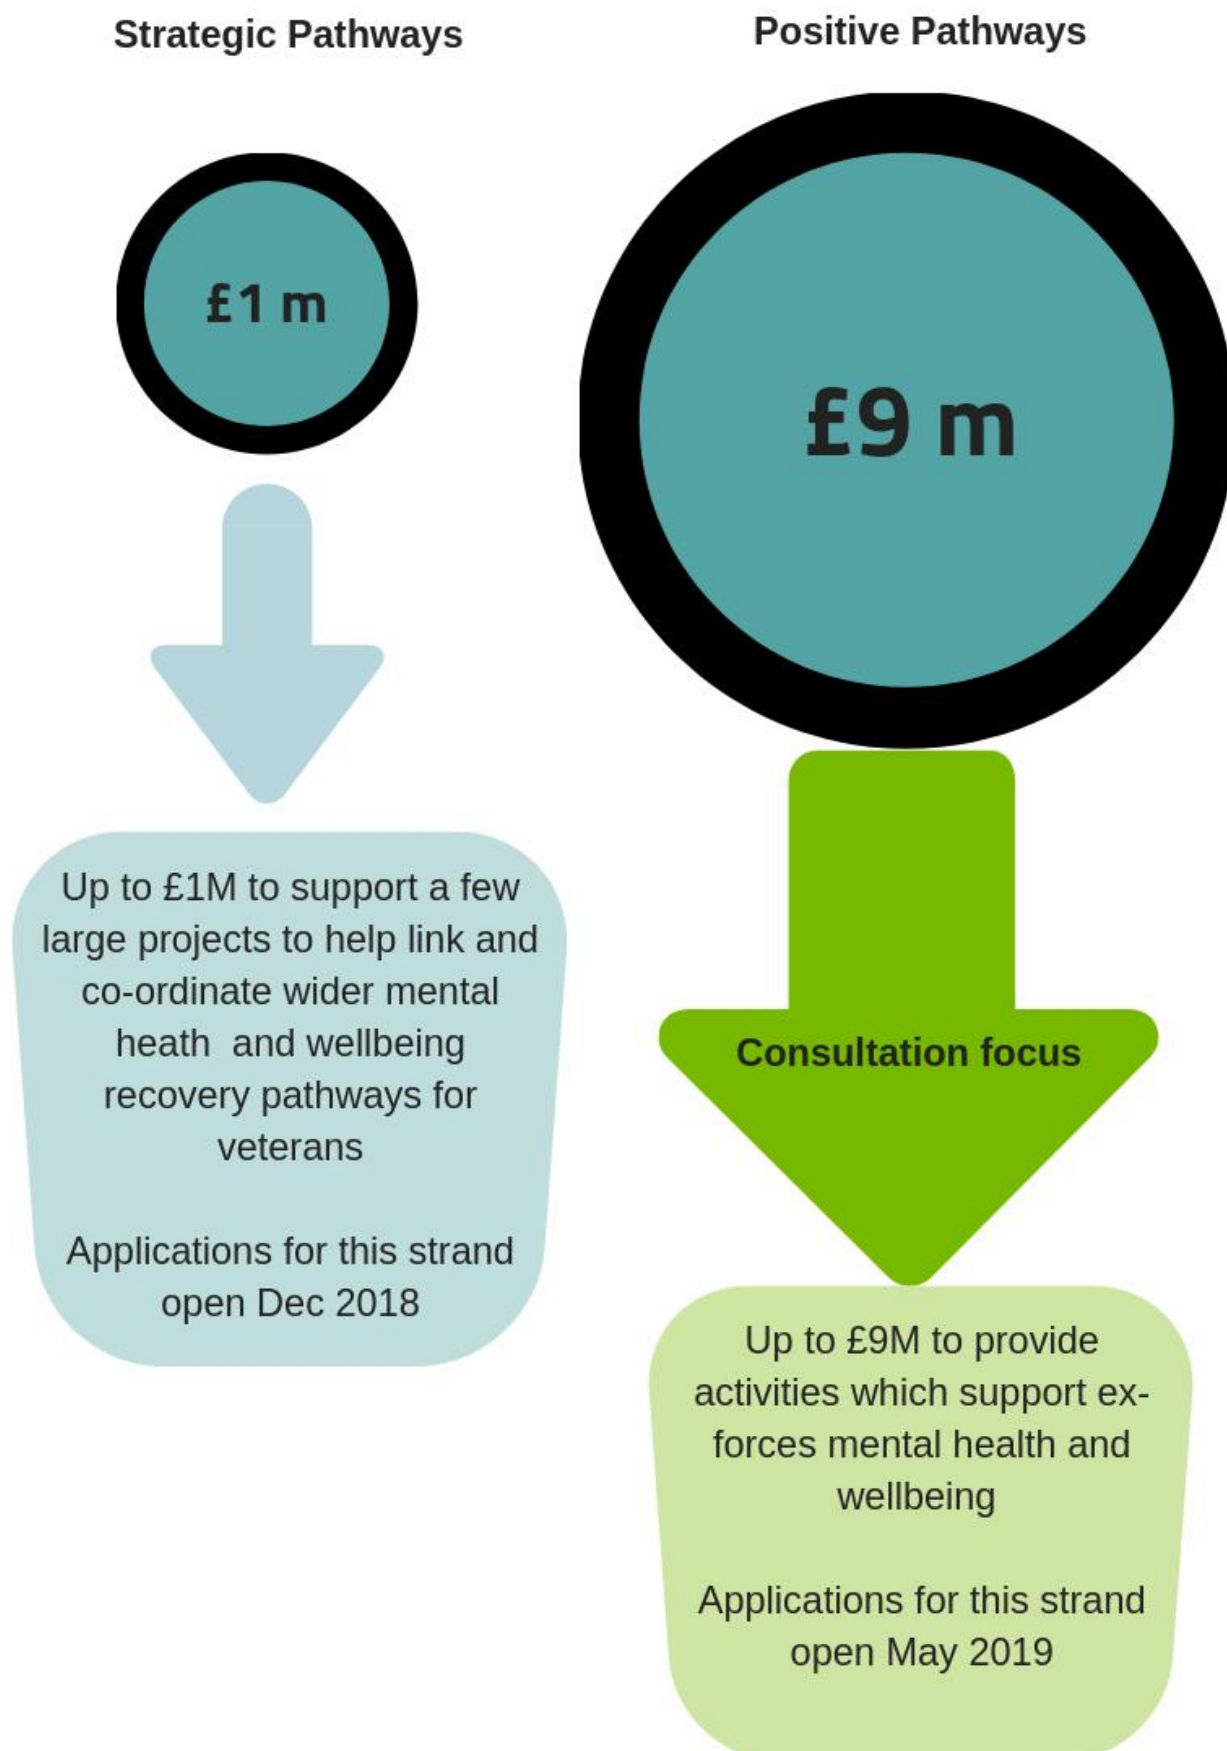 Strategic Pathways
£1 m
Up to £1M to support a few
large projects to help link and
co-ordinate wider mental
heath  and wellbeing
recovery pathways for
veterans
Applications for this strand
open Dec 2018
Positive Pathways
£9 m
Consultation focus
Up to £9M to provide
activities which support ex-
forces mental health and
wellbeing
Applications for this strand
open May 2019